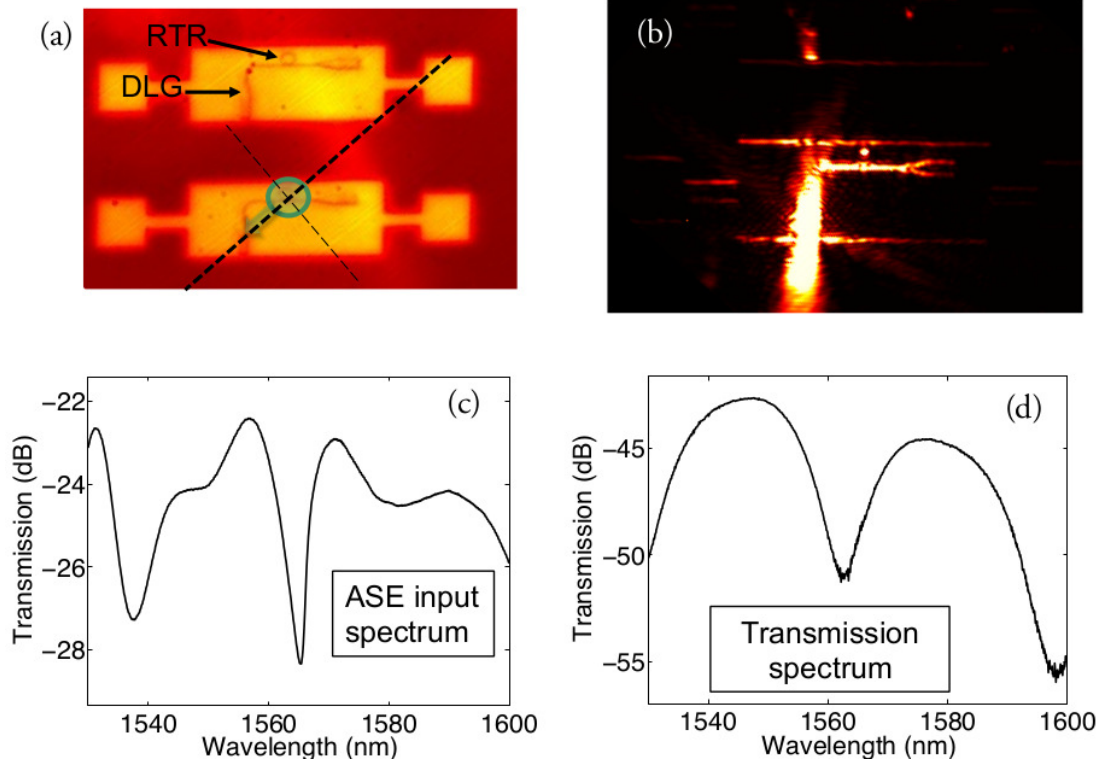 (a)
RTR
DLG
(b)
(c)
−22
−24
−26
−28
Transmission (dB)
ASE input
spectrum
1540
1560
1580
1600
Wavelength (nm)
(d)
−45
−50
−55
Transmission (dB)
Transmission
spectrum
1540
1560
1580
1600
Wavelength (nm)